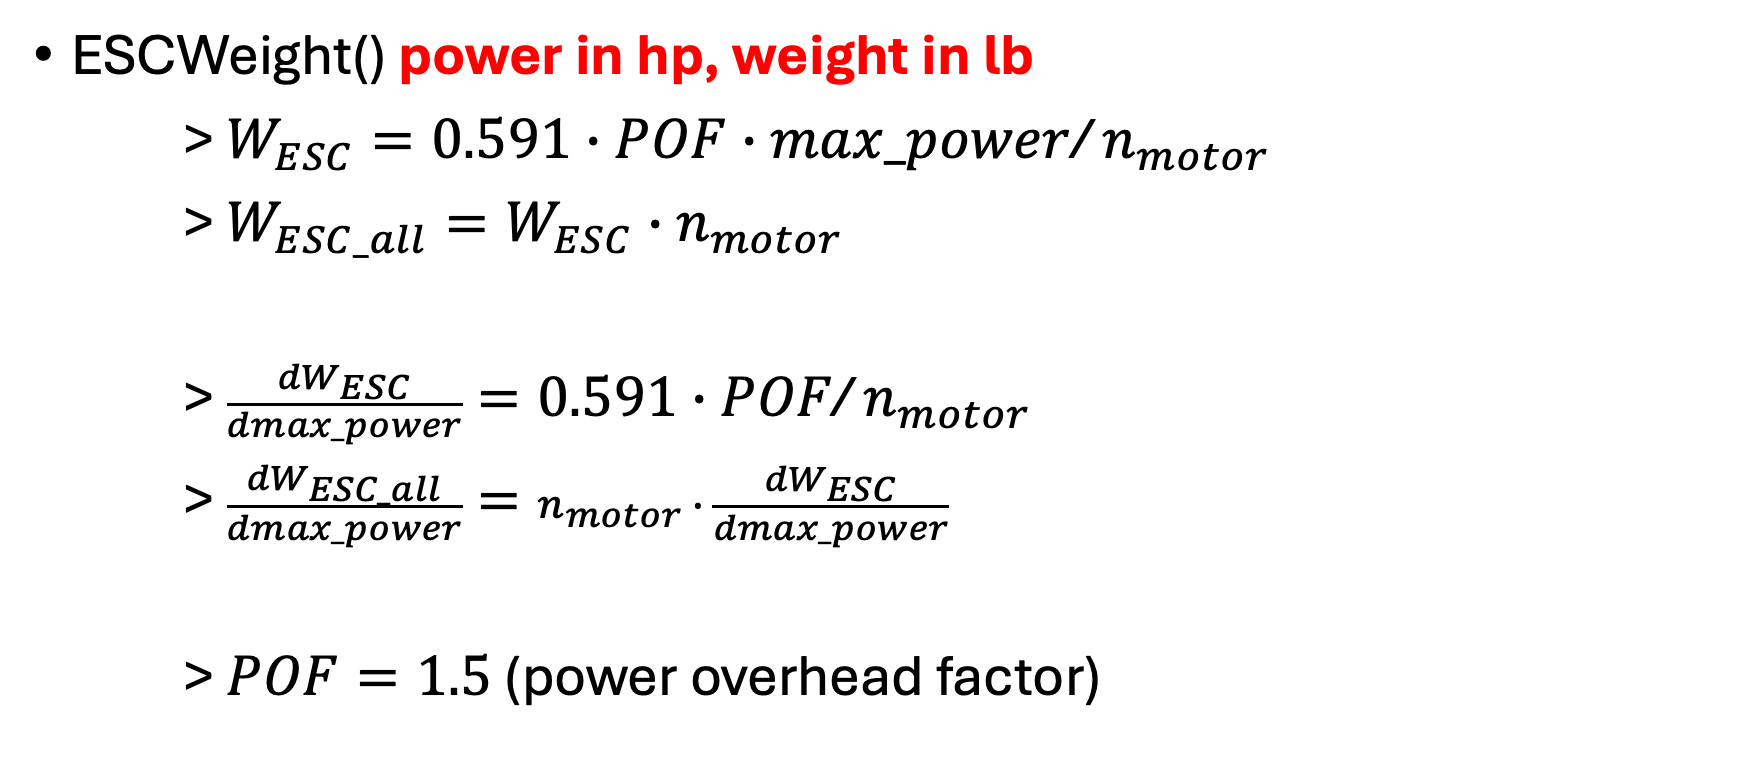 • ESCWeight() power in hp, weight in lb
> W_ESC = 0.591 · POF · max_power/n_motor
> W_ESC_all = W_ESC · n_motor
> dW_ESC/dmax_power = 0.591 · POF/n_motor
> dW_ESC_all/dmax_power = n_motor · dW_ESC/dmax_power
> POF = 1.5 (power overhead factor)